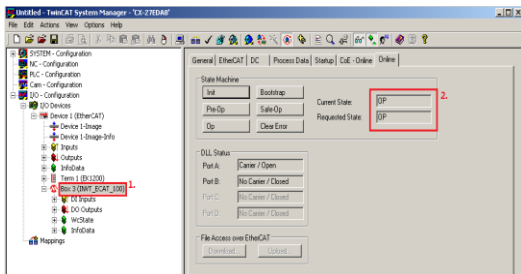 Untitled - TwinCAT System Manager - 'CX-27EDA8'
File Edit Actions View Options Help
SYSTEM - Configuration
NC - Configuration
PLC - Configuration
Cam - Configuration
I/O - Configuration
I/O Devices
Device 1 (EtherCAT)
Device 1-Image
Device 1-Image-Info
Inputs
Outputs
InfoData
Term 1 (EK1200)
Box 3 (INVT_ECAT_100) 1.
DI Inputs
DO Outputs
WcState
InfoData
Mappings
General EtherCAT DC Process Data Startup CoE - Online Online
State Machine
Init Bootstrap
Pre-Op Safe-Op
Op Clear Error
Current State: OP 2.
Requested State: OP
DLL Status
Port A: Carrier / Open
Port B: No Carrier / Closed
Port C: No Carrier / Closed
Port D: No Carrier / Closed
File Access over EtherCAT
Download... Upload...